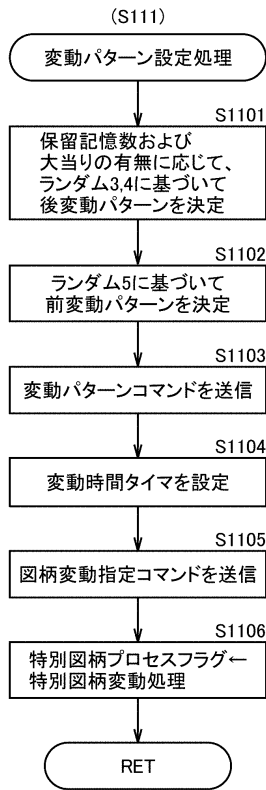 (S111)
変動パターン設定処理
S1101
保留記憶数および
大当りの有無に応じて、
ランダム3,4に基づいて
後変動パターンを決定
S1102
ランダム5に基づいて
前変動パターンを決定
S1103
変動パターンコマンドを送信
S1104
変動時間タイマを設定
S1105
図柄変動指定コマンドを送信
S1106
特別図柄プロセスフラグ←
特別図柄変動処理
RET